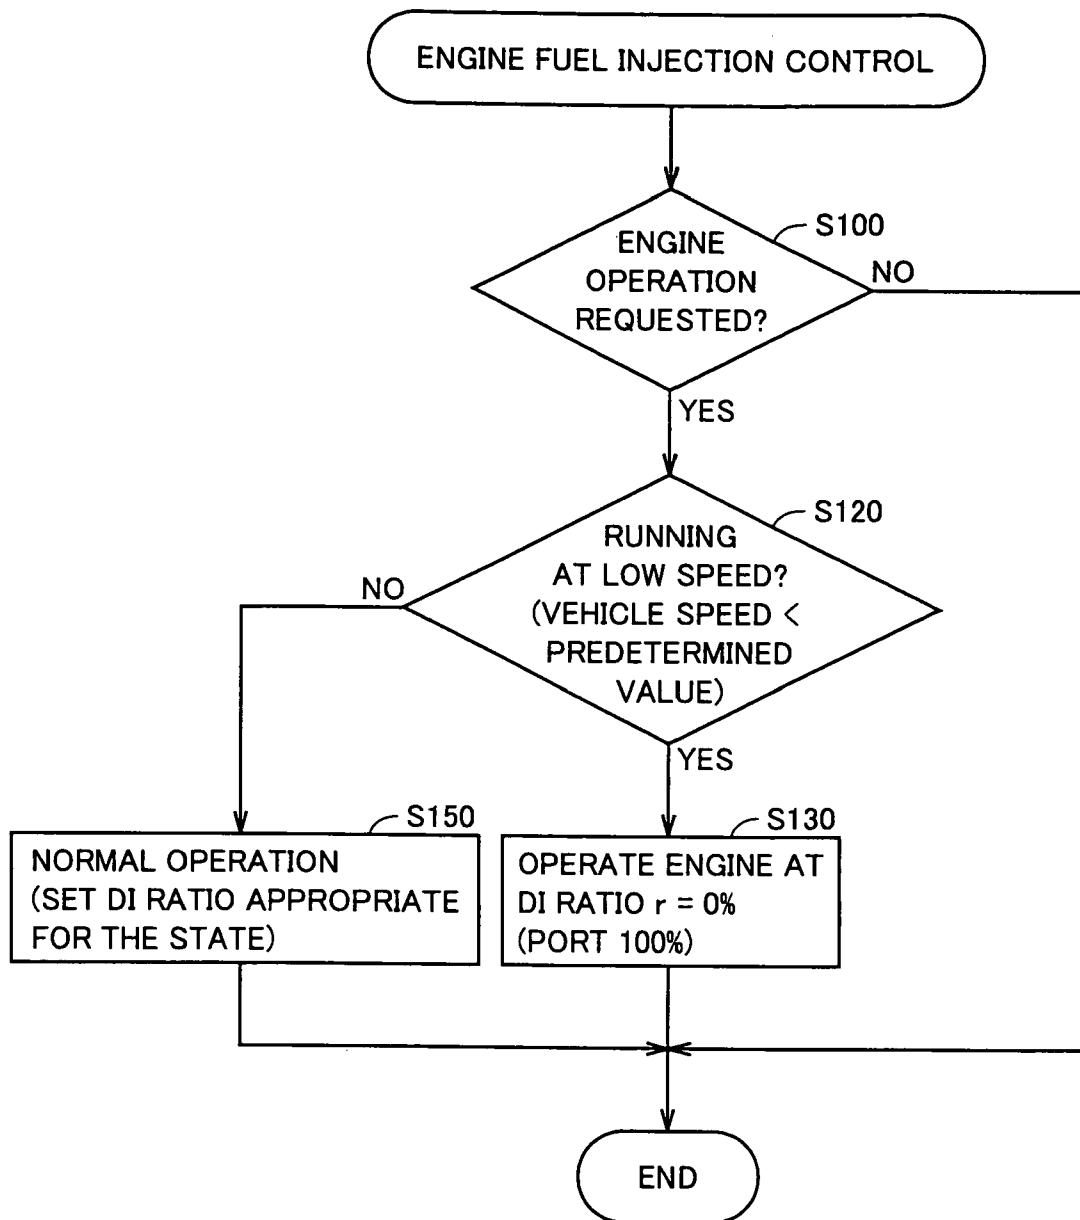 ENGINE FUEL INJECTION CONTROL
S100
ENGINE
OPERATION
REQUESTED?
NO
YES
S120
RUNNING
AT LOW SPEED?
(VEHICLE SPEED <
PREDETERMINED
VALUE)
NO
YES
S150
NORMAL OPERATION
(SET DI RATIO APPROPRIATE
FOR THE STATE)
S130
OPERATE ENGINE AT
DI RATIO r = 0%
(PORT 100%)
END